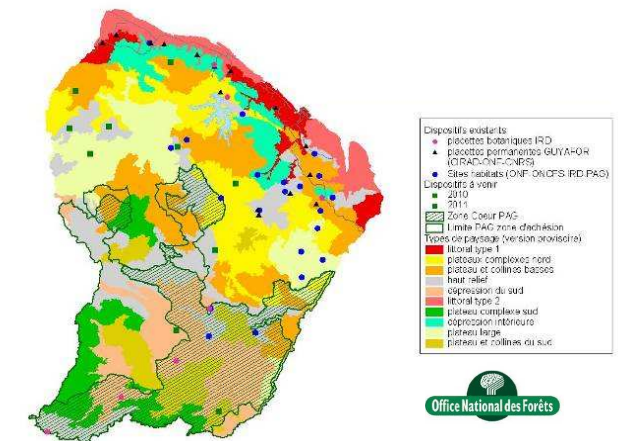 Dispositifs existants
placettes botaniques IRD
placettes permanentes GUYAFOR
(CIRAD-ONF-CNRS)
Sites habitats (ONF-ONCFS-IRD-PAG)
Dispositifs à venir
2010
2011
Zone Coeur PAG
Limite PAG zone d'achésion
Types de paysage (version provisoire)
littoral type 1
plateaux complexes nord
plateau et collines basses
haut relief
dépression du sud
littoral type 2
plateau complexe sud
dépression intérieure
plateau large
plateau et collines du sud
Office National des Forêts